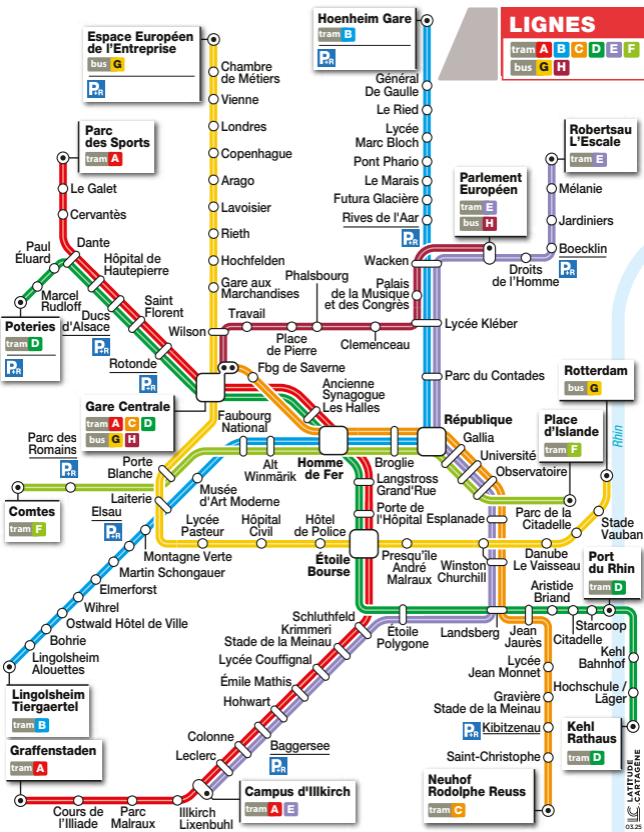 LIGNES
tram A B C D E F
bus G H
Espace Européen
de l'Entreprise
bus G
P+R
Hoenheim Gare
tram B
P+R
Chambre
de Métiers
Vienne
Londres
Copenhague
Arago
Lavoisier
Rieth
Hochfelden
Gare aux
Marchandises
Wilson
Général
De Gaulle
Le Ried
Lycée
Marc Bloch
Pont Phario
Le Marais
Futura Glacière
Rives de l'Aar
P+R
Wacken
Parlement
Européen
tram E
bus H
Robertsau
L'Escale
tram E
Mélanie
Jardiniers
Boecklin
P+R
Droits
de l'Homme
Parc
des Sports
tram A
Le Galet
Cervantès
Dante
Paul
Éluard
Marcel
Rudloff
Hôpital de
Hautepierre
Ducs
d'Alsace
P+R
Saint
Florent
Rotonde
P+R
Poteries
tram D
P+R
Travail
Phalsbourg
Place
de Pierre
Clemenceau
Palais
de la Musique
et des Congrès
Lycée Kléber
Parc du Contades
Fbg de Saverne
Ancienne
Synagogue
Les Halles
Gare Centrale
tram A C D
bus G H
Faubourg
National
République
Gallia
Université
Observatoire
Rotterdam
bus G
Place
d'Islande
tram F
Rhin
Parc des
Romains
P+R
Porte
Blanche
Laiterie
Alt
Winmärik
Homme
de Fer
Broglie
Langstross
Grand'Rue
Porte de
l'Hôpital
Esplanade
Parc de la
Citadelle
Comtes
tram F
Elsau
P+R
Musée
d'Art Moderne
Lycée
Pasteur
Hôpital
Civil
Hôtel
de Police
Étoile
Bourse
Presqu'île
André
Malraux
Winston
Churchill
Danube
Le Vaisseau
Stade
Vauban
Montagne Verte
Martin Schongauer
Elmerforst
Wihrel
Ostwald Hôtel de Ville
Bohrie
Lingolsheim
Alouettes
Lingolsheim
Tiergaertel
tram B
Port
du Rhin
tram D
Aristide
Briand
Starcoop
Citadelle
Kehl
Bahnhof
Hochschule /
Läger
Kehl
Rathaus
tram D
Schluthfeld
Krimmeri
Stade de la Meinau
Lycée Couffignal
Émile Mathis
Hohwart
Colonne
Leclerc
Baggersee
P+R
Étoile
Polygone
Landsberg
Jean
Jaurès
Lycée
Jean Monnet
Gravière
Stade de la Meinau
P+R
Kibitzenau
Saint-Christophe
Neuhof
Rodolphe Reuss
tram C
Graffenstaden
tram A
Cours de
l'Illiade
Parc
Malraux
Illkirch
Lixenbuhl
Campus d'Illkirch
tram A E
LATITUDE
CARTAGÈNE
03.25